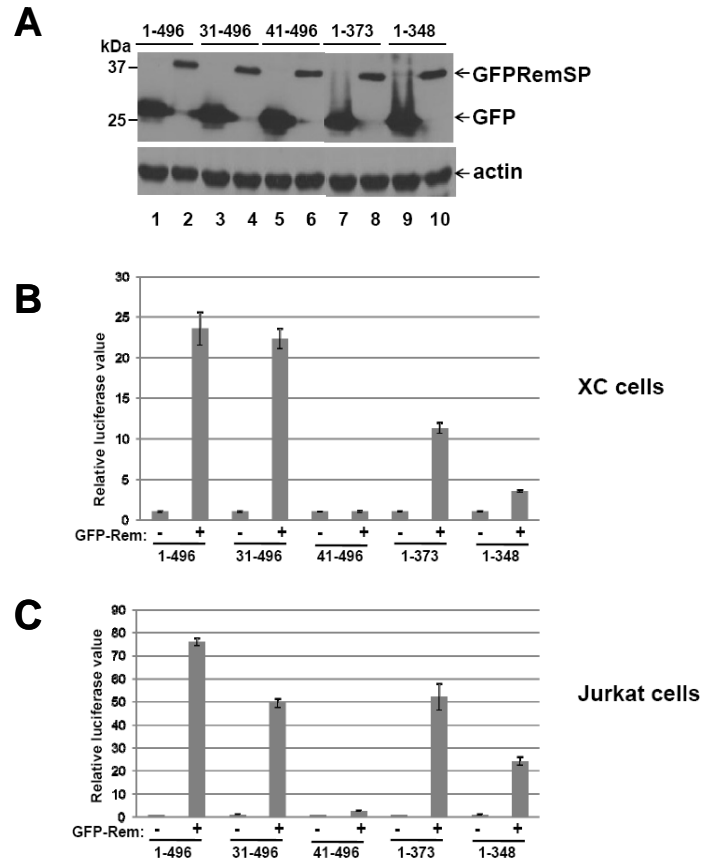 A
1-496 31-496 41-496 1-373 1-348
kDa
37
GFPRemSP
25
GFP
actin
1 2 3 4 5 6 7 8 9 10
B
Relative luciferase value
30
25
20
15
10
5
0
XC cells
GFP-Rem: - + - + - + - + - +
1-496 31-496 41-496 1-373 1-348
C
Relative luciferase value
90
80
70
60
50
40
30
20
10
0
Jurkat cells
GFP-Rem: - + - + - + - + - +
41-496 31-496 41-496 1-373 1-348